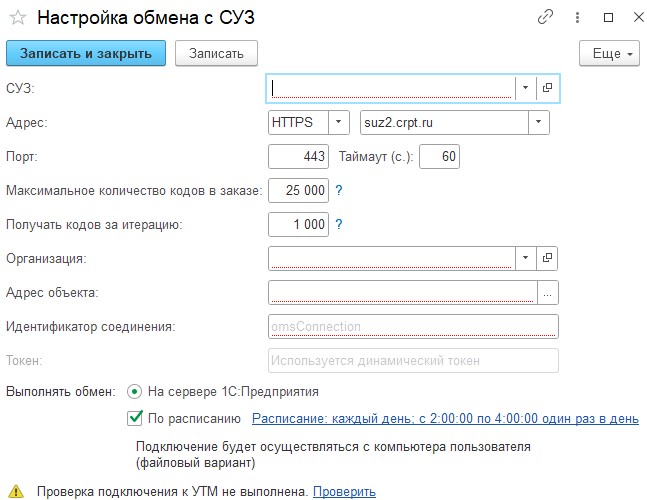 Настройка обмена с СУЗ
Записать и закрыть Записать Еще
СУЗ:
Адрес: HTTPS suz2.crpt.ru
Порт: 443 Таймаут (с.): 60
Максимальное количество кодов в заказе: 25 000 ?
Получать кодов за итерацию: 1 000 ?
Организация:
Адрес объекта: ...
Идентификатор соединения: omsConnection
Токен: Используется динамический токен
Выполнять обмен: На сервере 1С:Предприятия
По расписанию Расписание: каждый день; с 2:00:00 по 4:00:00 один раз в день
Подключение будет осуществляться с компьютера пользователя
(файловый вариант)
Проверка подключения к УТМ не выполнена. Проверить